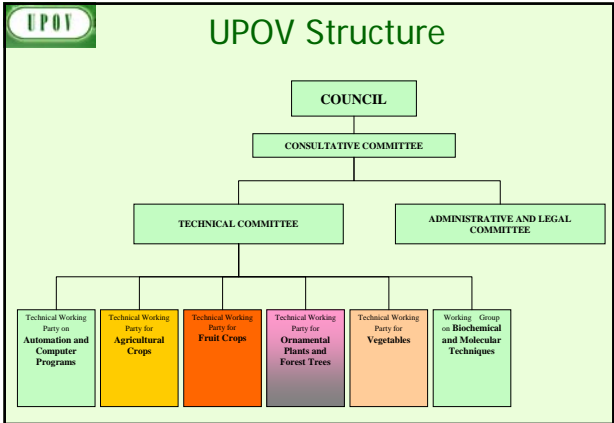 UPOV
UPOV Structure
COUNCIL
CONSULTATIVE COMMITTEE
TECHNICAL COMMITTEE
ADMINISTRATIVE AND LEGAL
COMMITTEE
Technical Working
Party on
Automation and
Computer
Programs
Technical Working
Party for
Agricultural
Crops
Technical Working
Party for
Fruit Crops
Technical Working
Party for
Ornamental
Plants and
Forest Trees
Technical Working
Party for
Vegetables
Working Group
on Biochemical
and Molecular
Techniques